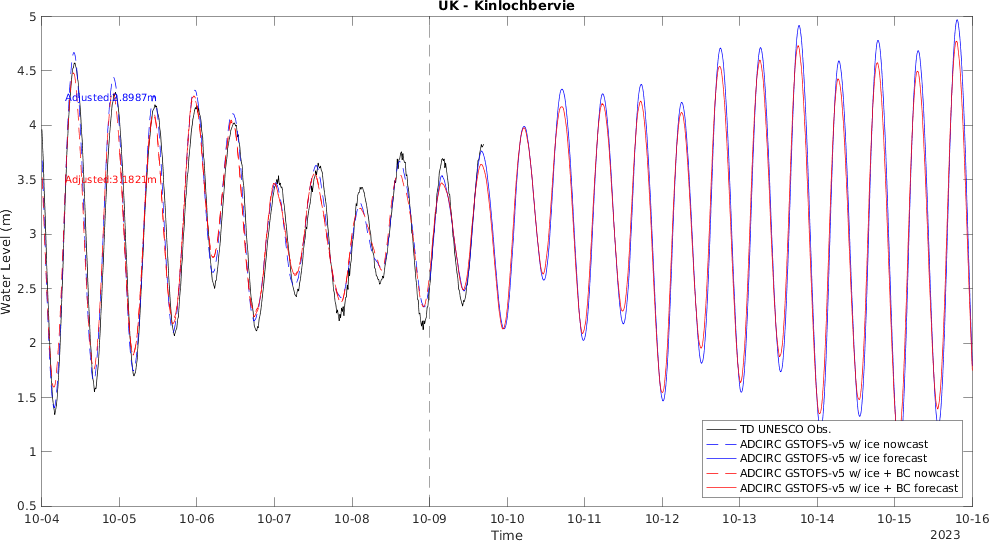 UK - Kinlochbervie
5
4.5
4
3.5
3
2.5
2
1.5
1
0.5
Water Level (m)
Adjusted:2.8987m
Adjusted:3.1821m
TD UNESCO Obs.
ADCIRC GSTOFS-v5 w/ ice nowcast
ADCIRC GSTOFS-v5 w/ ice forecast
ADCIRC GSTOFS-v5 w/ ice + BC nowcast
ADCIRC GSTOFS-v5 w/ ice + BC forecast
10-04 10-05 10-06 10-07 10-08 10-09 10-10 10-11 10-12 10-13 10-14 10-15 10-16
Time
2023